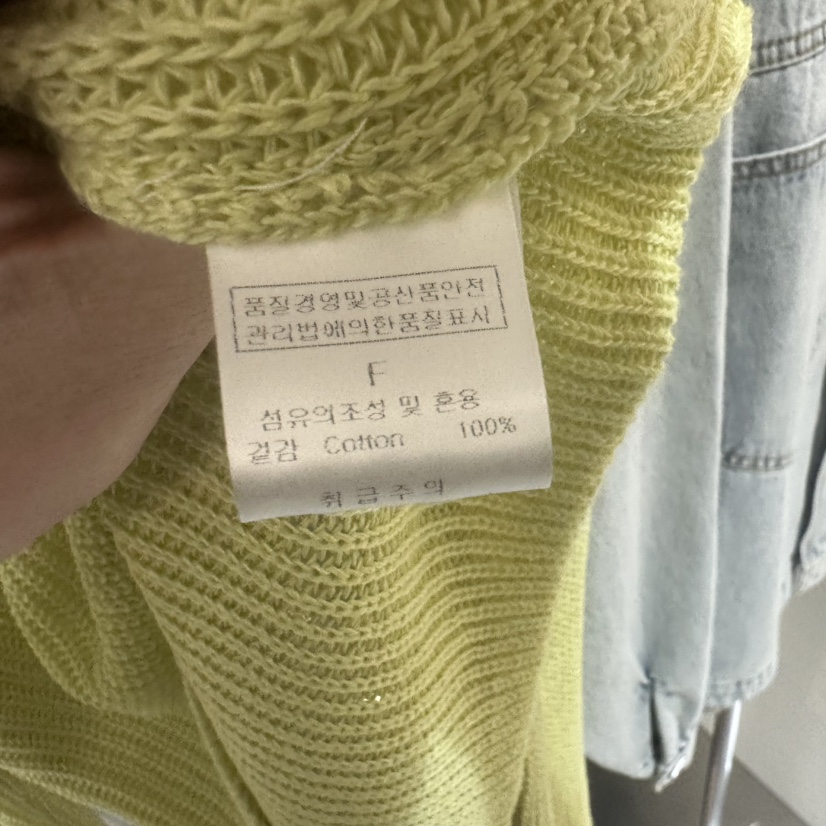 품질경영및공산품안전
관리법에의한품질표시
F
섬유의조성 및 혼용
겉감 Cotton 100%
취급주의